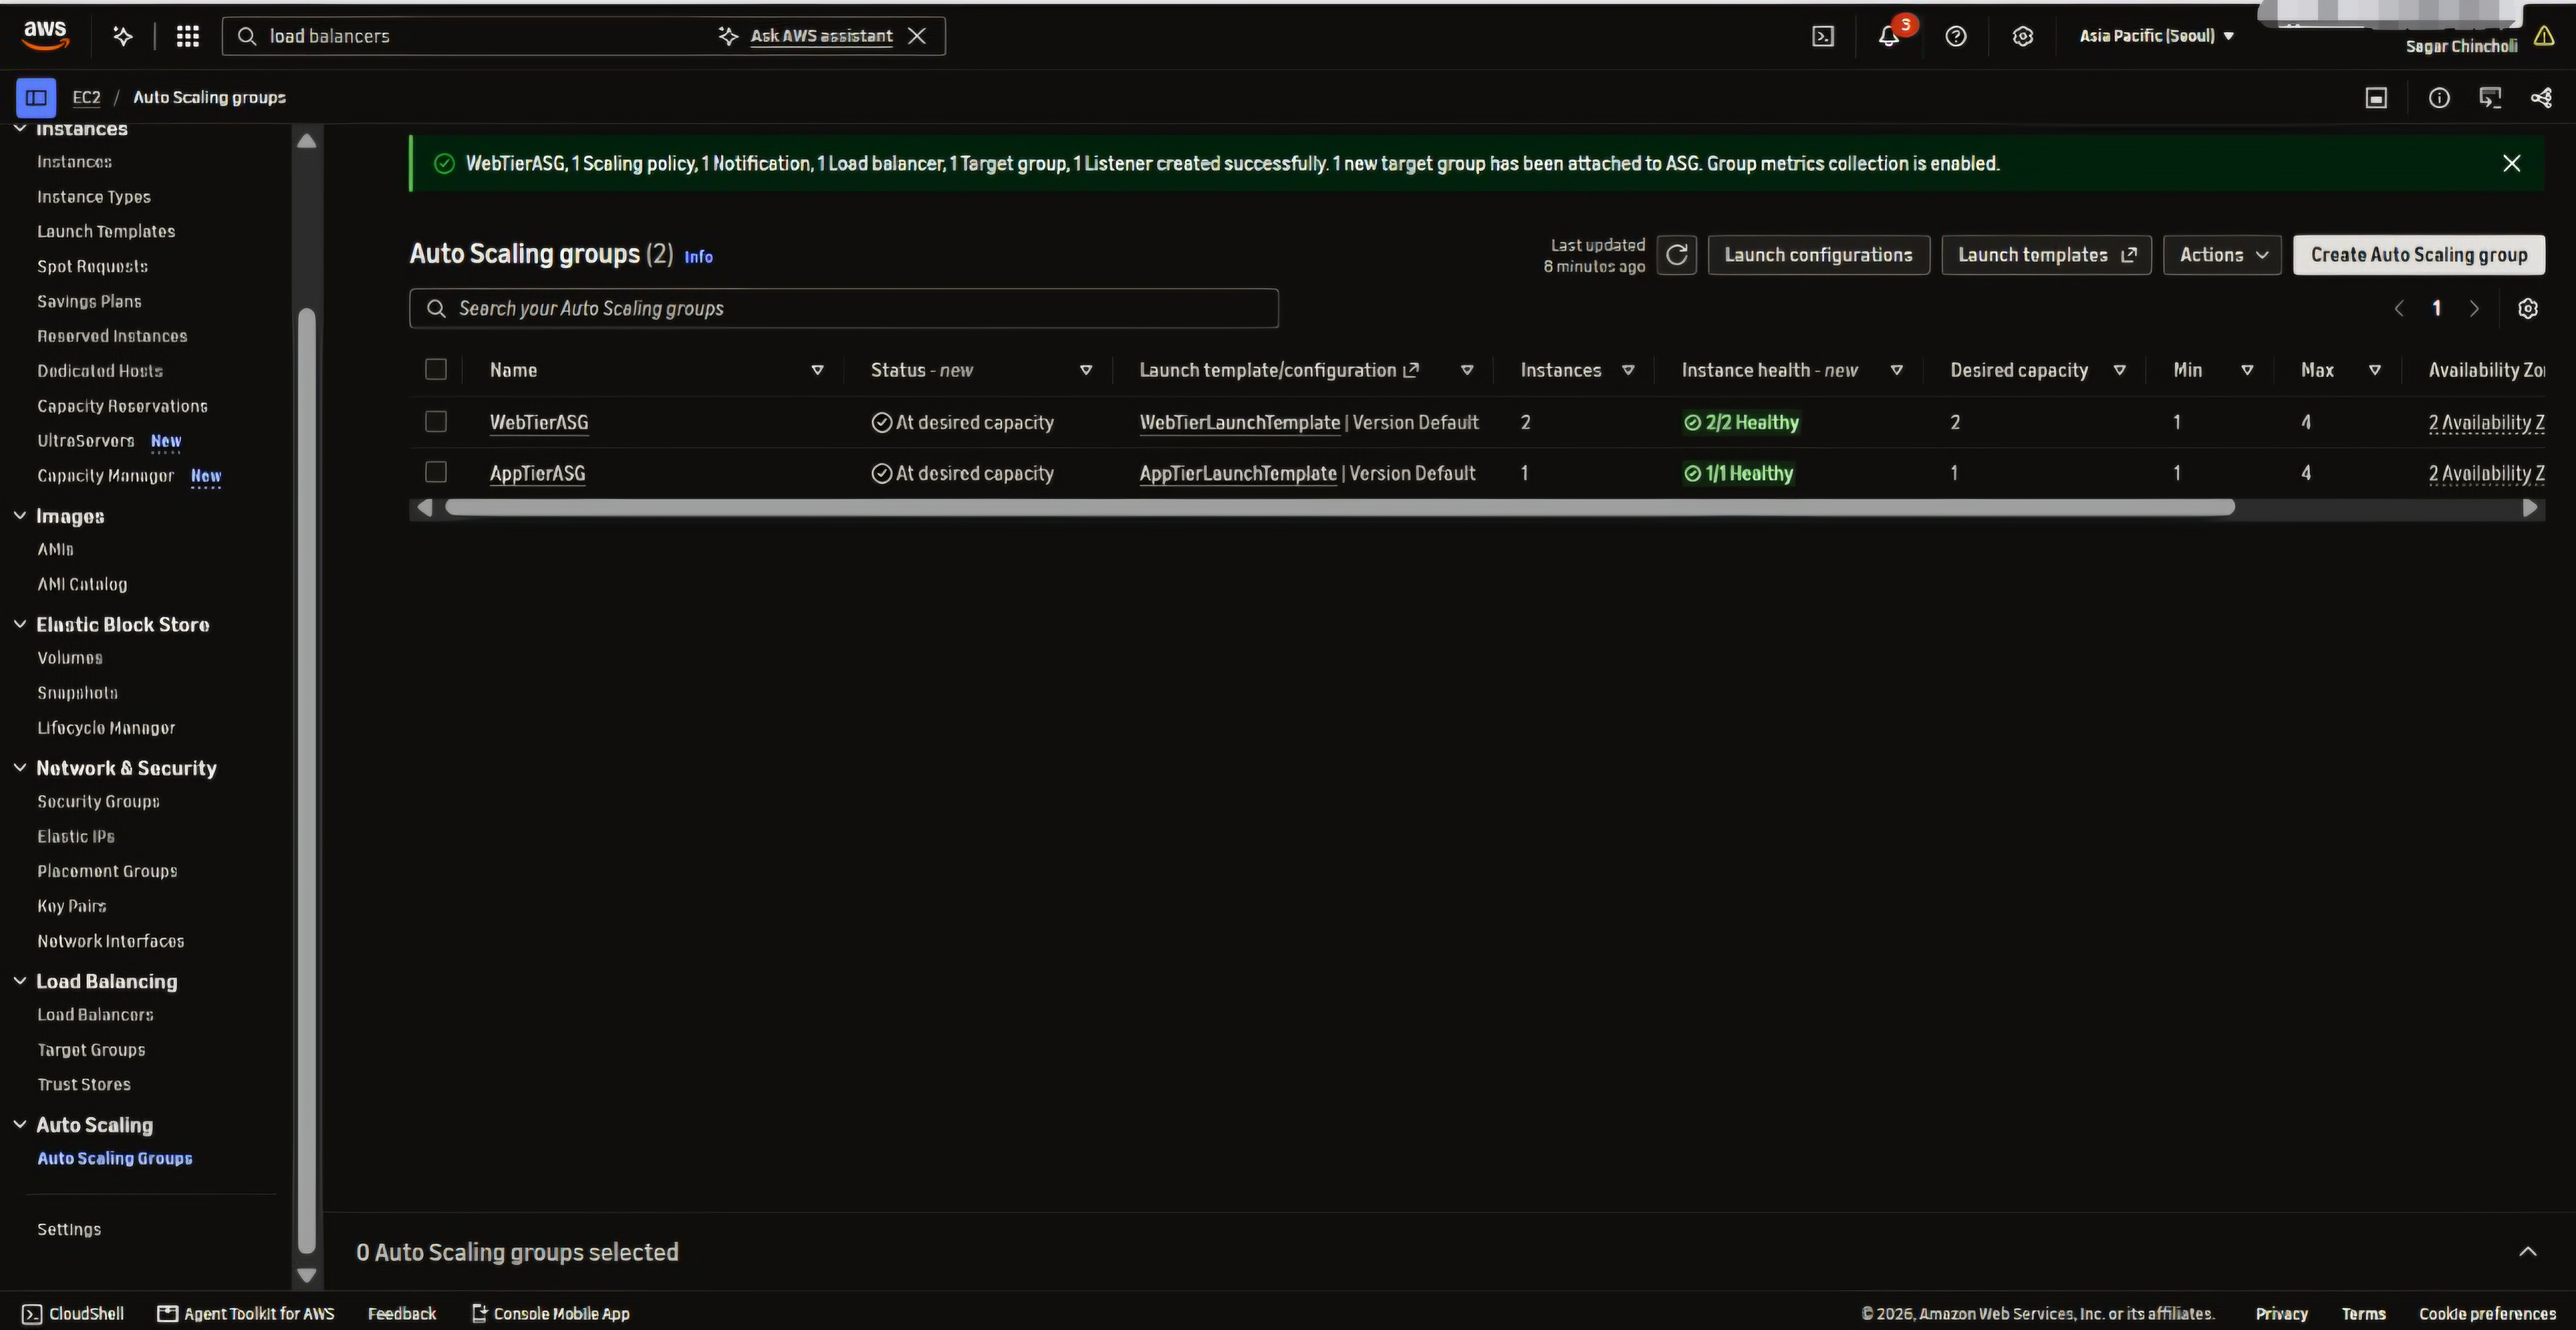 aws
load balancers
Ask AWS assistant
3
Asia Pacific (Seoul)
Sagar Chincholi
EC2 / Auto Scaling groups
Instances
Instances
Instance Types
Launch Templates
Spot Requests
Savings Plans
Reserved Instances
Dedicated Hosts
Capacity Reservations
UltraServers New
Capacity Manager New
Images
AMIs
AMI Catalog
Elastic Block Store
Volumes
Snapshots
Lifecycle Manager
Network & Security
Security Groups
Elastic IPs
Placement Groups
Key Pairs
Network Interfaces
Load Balancing
Load Balancers
Target Groups
Trust Stores
Auto Scaling
Auto Scaling Groups
Settings
WebTierASG, 1 Scaling policy, 1 Notification, 1 Load balancer, 1 Target group, 1 Listener created successfully. 1 new target group has been attached to ASG. Group metrics collection is enabled.
Auto Scaling groups (2) Info
Last updated
8 minutes ago
Launch configurations
Launch templates
Actions
Create Auto Scaling group
Search your Auto Scaling groups
1
Name Status - new Launch template/configuration Instances Instance health - new Desired capacity Min Max Availability Zo
WebTierASG At desired capacity WebTierLaunchTemplate | Version Default 2 2/2 Healthy 2 1 4 2 Availability Z
AppTierASG At desired capacity AppTierLaunchTemplate | Version Default 1 1/1 Healthy 1 1 4 2 Availability Z
0 Auto Scaling groups selected
CloudShell Agent Toolkit for AWS Feedback Console Mobile App
© 2026, Amazon Web Services, Inc. or its affiliates. Privacy Terms Cookie preferences